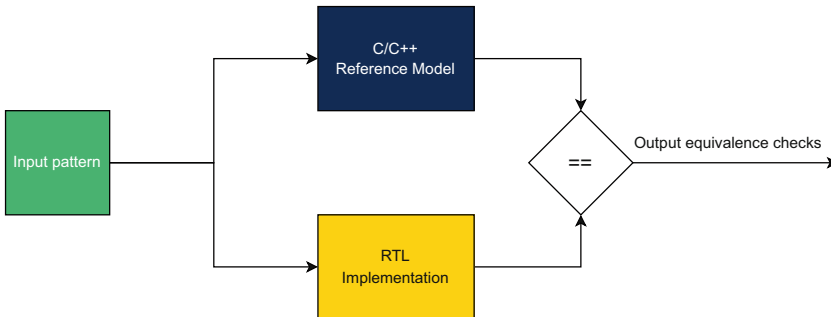 C/C++
Reference Model
Input pattern
==
Output equivalence checks
RTL
Implementation